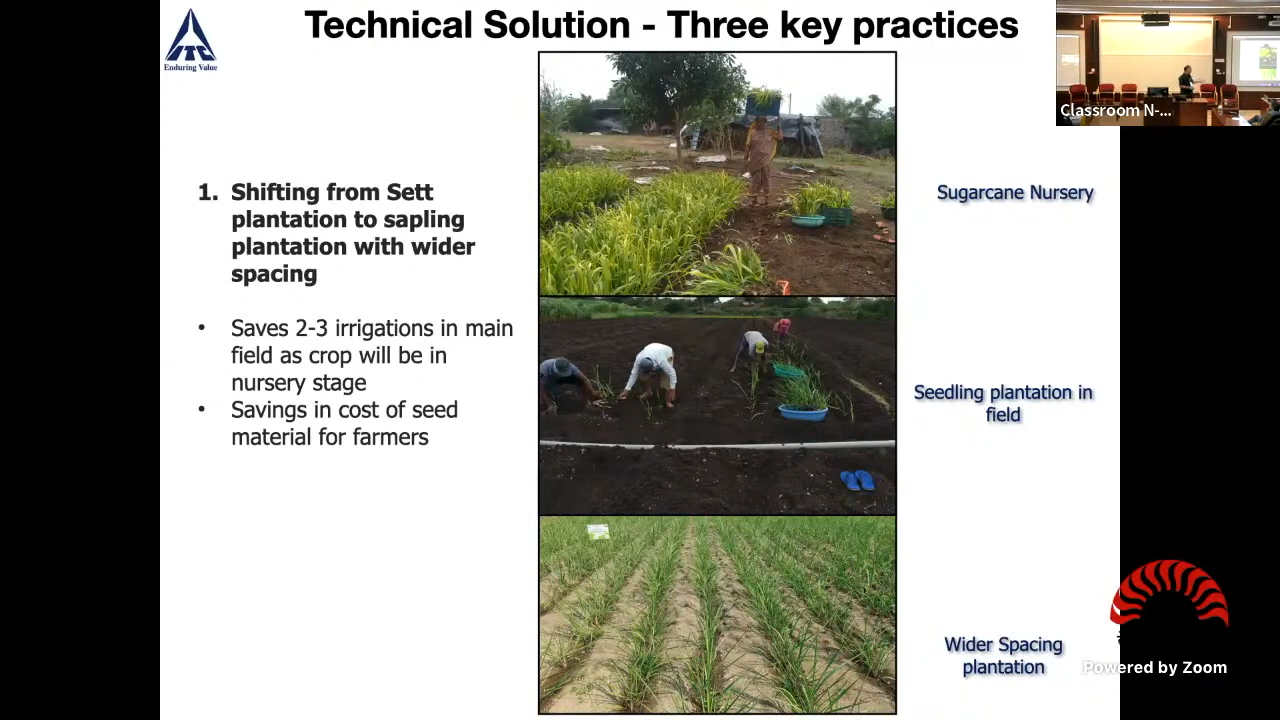 Technical Solution - Three key practices
ITC
Enduring Value
Classroom N-...
1. Shifting from Sett
plantation to sapling
plantation with wider
spacing
• Saves 2-3 irrigations in main
field as crop will be in
nursery stage
• Savings in cost of seed
material for farmers
Sugarcane Nursery
Seedling plantation in
field
Wider Spacing
plantation
Powered by Zoom